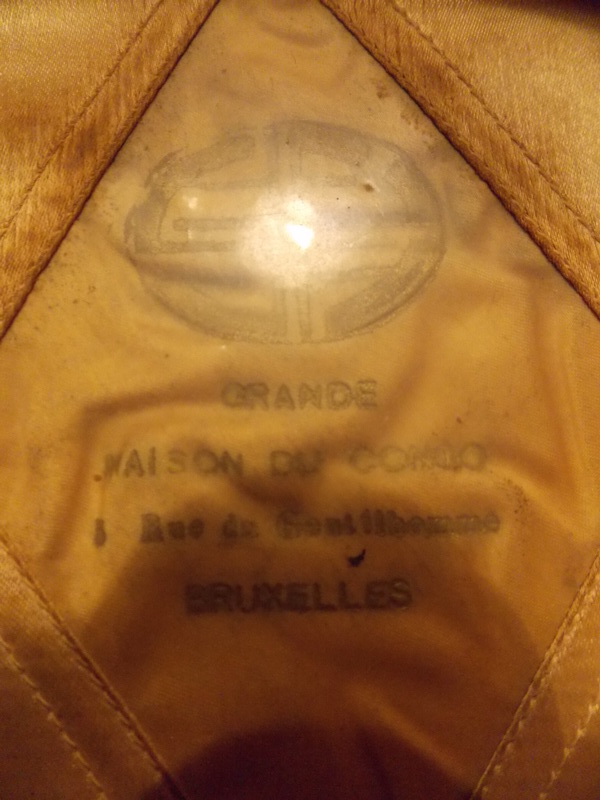 GRANDE
MAISON DU CONGO
Rue du Gentilhomme
BRUXELLES